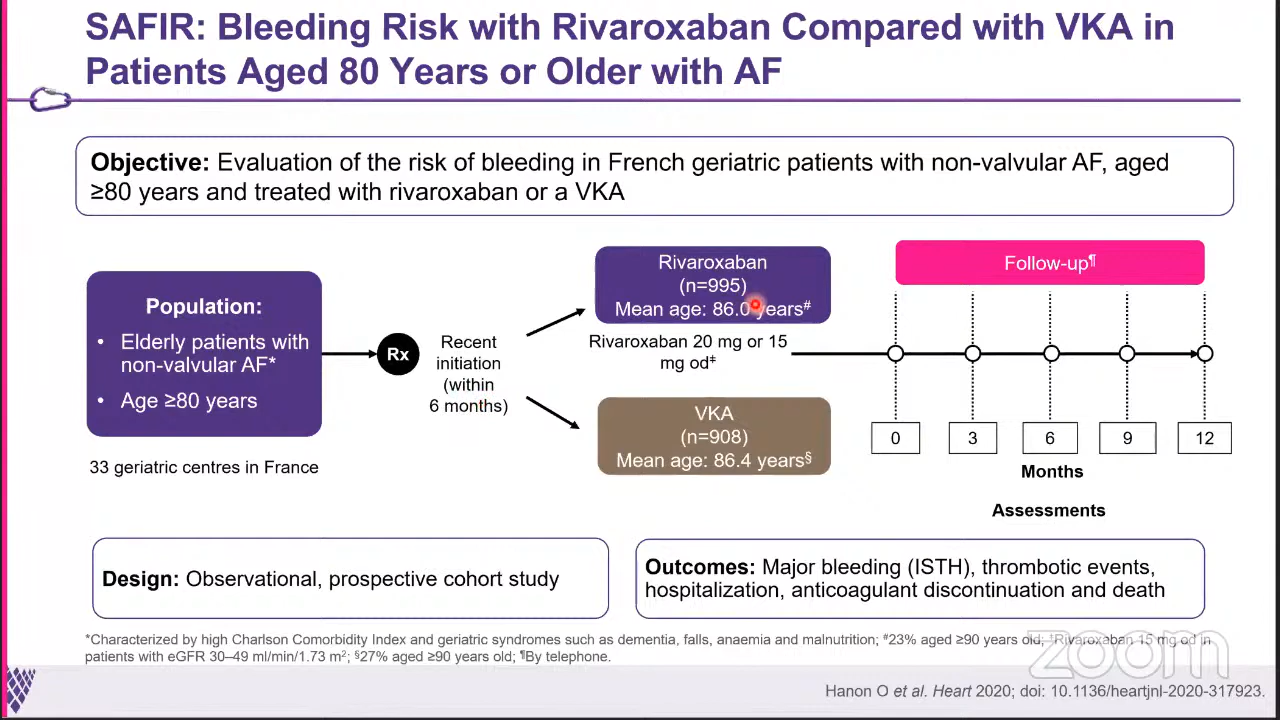 SAFIR: Bleeding Risk with Rivaroxaban Compared with VKA in
Patients Aged 80 Years or Older with AF
Objective: Evaluation of the risk of bleeding in French geriatric patients with non-valvular AF, aged
≥80 years and treated with rivaroxaban or a VKA
Population:
• Elderly patients with
non-valvular AF*
• Age ≥80 years
33 geriatric centres in France
Rx
Recent
initiation
(within
6 months)
Rivaroxaban
(n=995)
Mean age: 86.0 years#
Rivaroxaban 20 mg or 15
mg od‡
VKA
(n=908)
Mean age: 86.4 years§
Follow-up¶
0 3 6 9 12
Months
Assessments
Design: Observational, prospective cohort study
Outcomes: Major bleeding (ISTH), thrombotic events,
hospitalization, anticoagulant discontinuation and death
*Characterized by high Charlson Comorbidity Index and geriatric syndromes such as dementia, falls, anaemia and malnutrition; #23% aged ≥90 years old; ‡Rivaroxaban 15 mg od in
patients with eGFR 30–49 ml/min/1.73 m²; §27% aged ≥90 years old; ¶By telephone.
zoom
Hanon O et al. Heart 2020; doi: 10.1136/heartjnl-2020-317923.